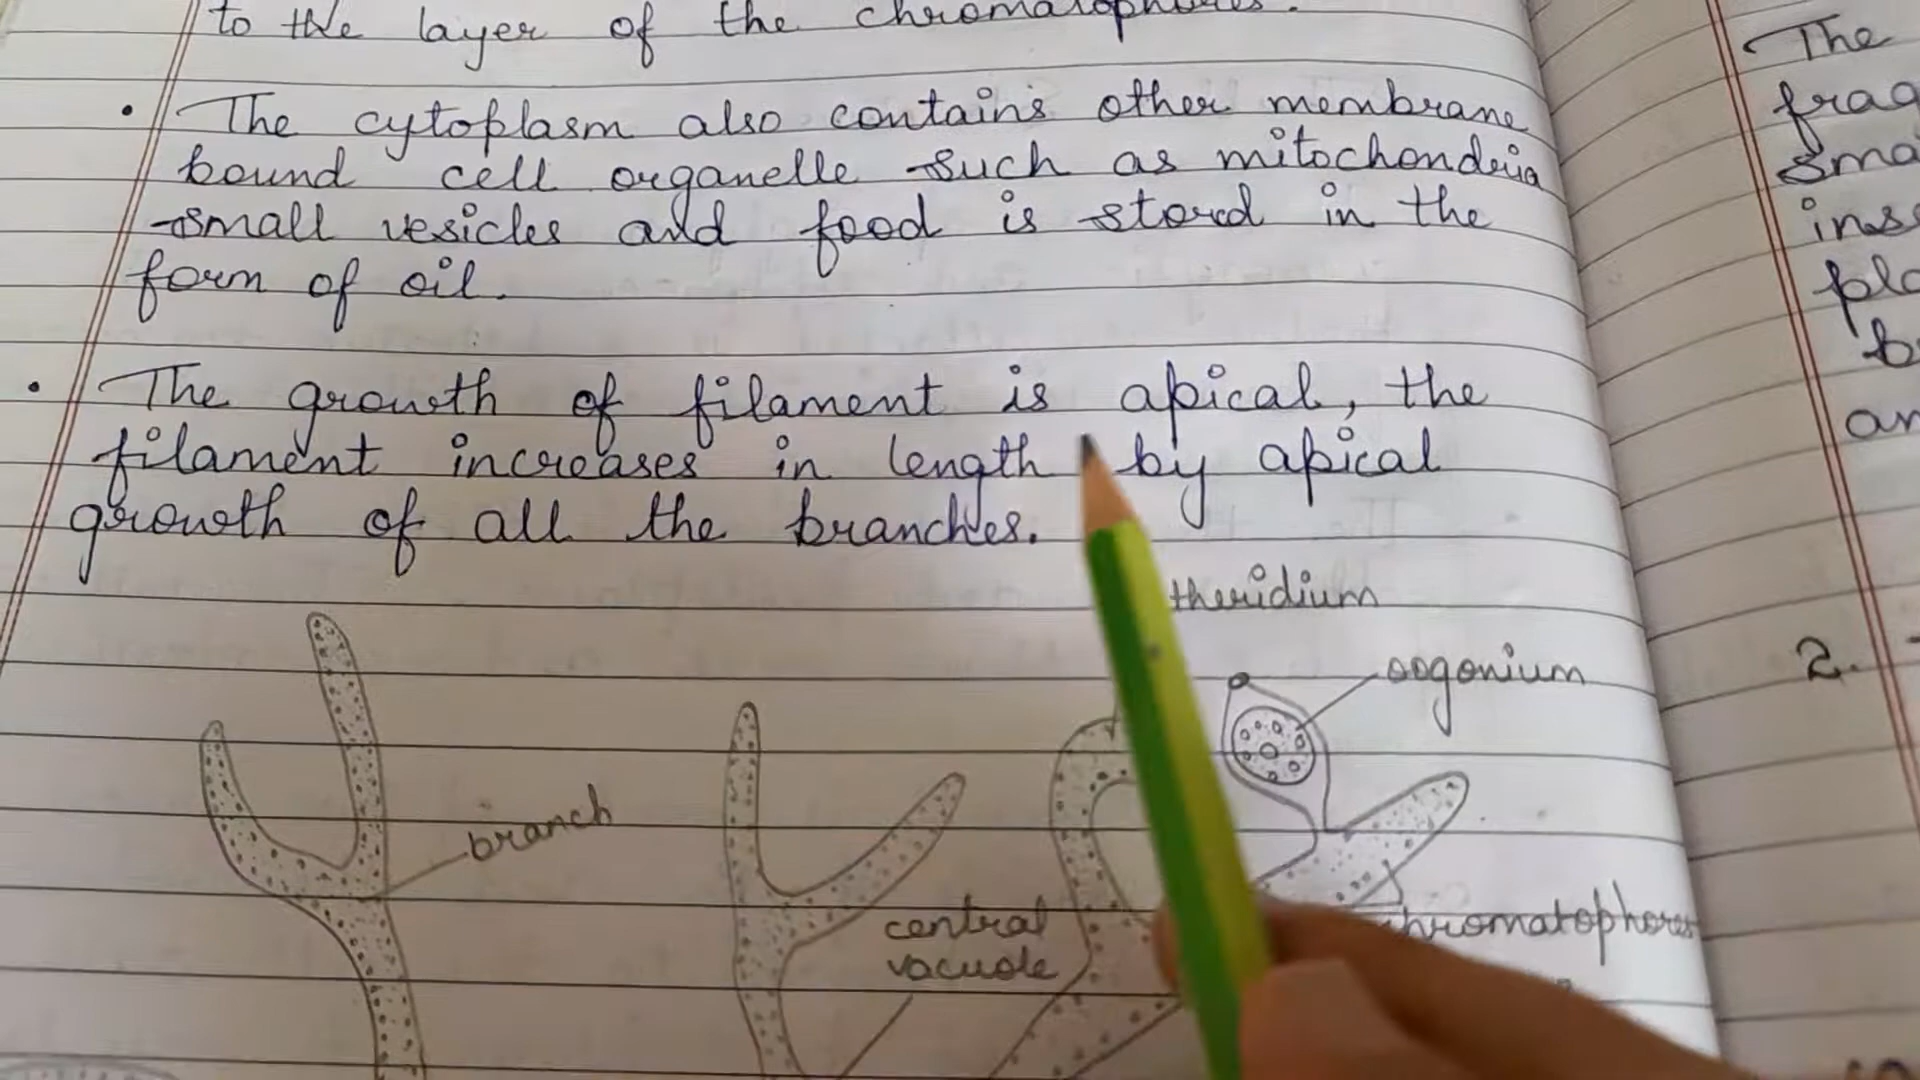 to the layer of the chromatophores.
• The cytoplasm also contains other membrane
bound cell organelle such as mitochondria
small vesicles and food is stord in the
form of oil.
• The growth of filament is apical, the
filament increases in length by apical
growth of all the branches.
theridium
oogonium
branch
central
vacuole
chromatophores
The
2.